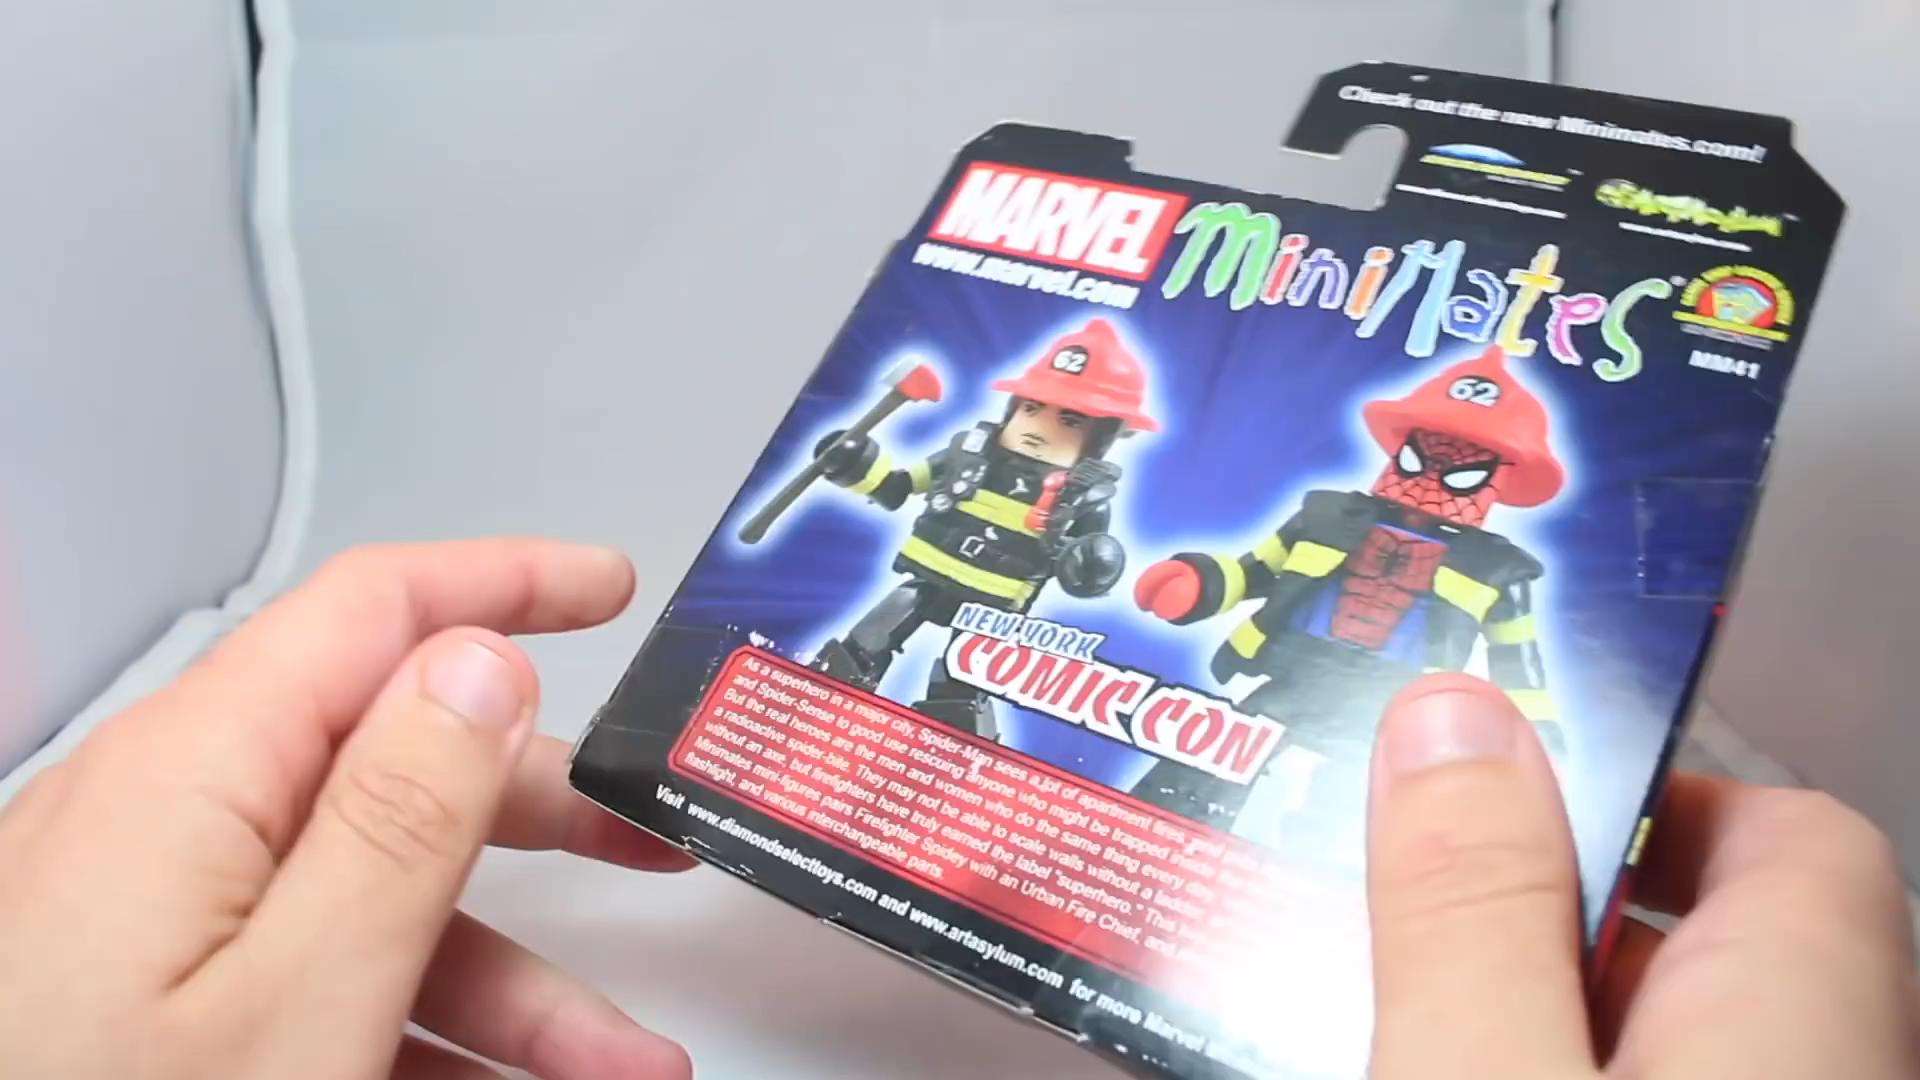 Check out the new Minimates.com!
MARVEL
MiniMates
www.marvel.com
MM41
62
62
NEW YORK
COMIC CON
As a superhero in a major city, Spider-Man sees a lot of apartment fires, and
and Spider-Sense to good use rescuing anyone who might be trapped inside
But the real heroes are the men and women who do the same thing every day
a radioactive spider-bite. They may not be able to scale walls without a ladder,
without an axe, but firefighters have truly earned the label "superhero." This
Minimates mini-figures pairs Firefighter Spidey with an Urban Fire Chief, and
flashlight, and various interchangeable parts.
Visit www.diamondselecttoys.com and www.artasylum.com for more Marvel